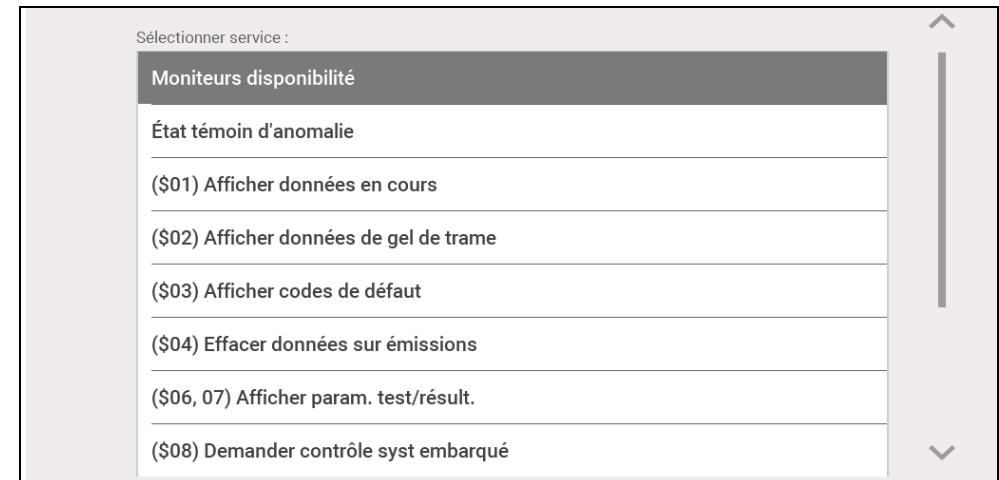 Sélectionner service :
Moniteurs disponibilité
État témoin d'anomalie
($01) Afficher données en cours
($02) Afficher données de gel de trame
($03) Afficher codes de défaut
($04) Effacer données sur émissions
($06, 07) Afficher param. test/résult.
($08) Demander contrôle syst embarqué